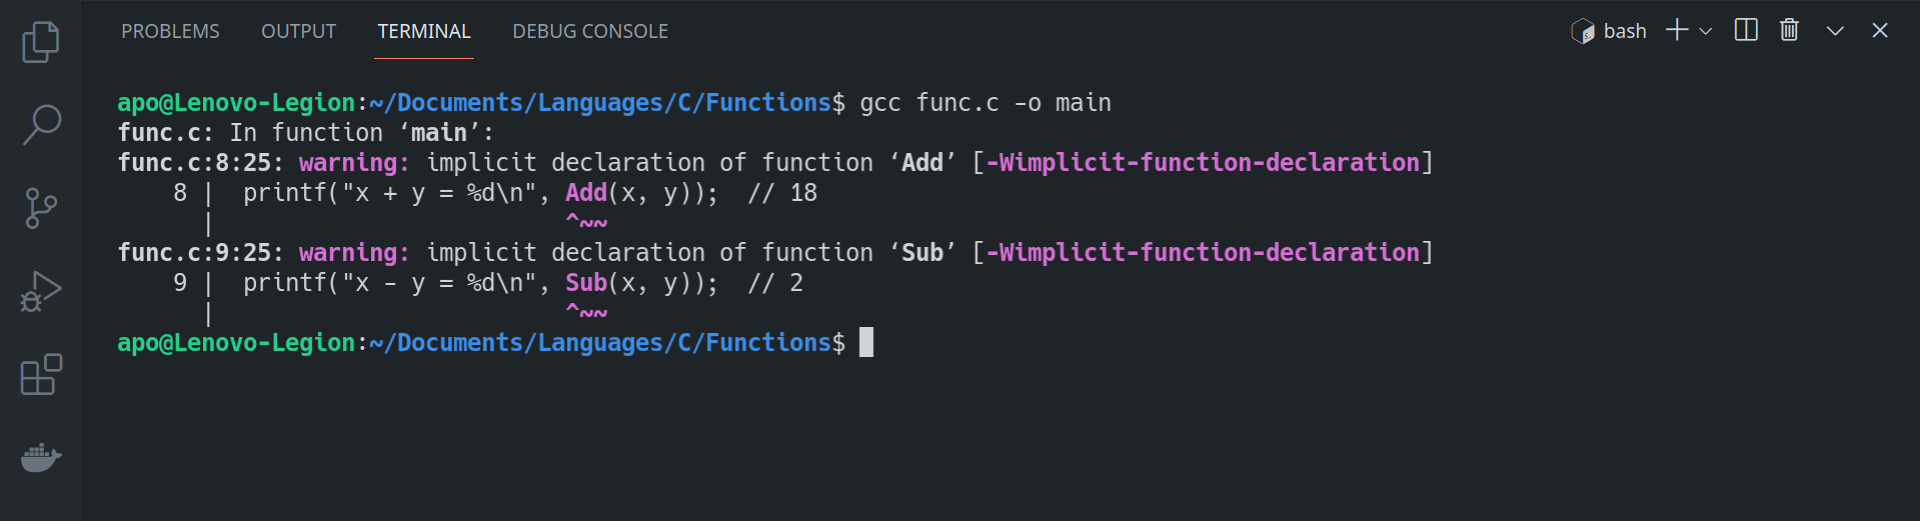 PROBLEMS OUTPUT TERMINAL DEBUG CONSOLE bash
apo@Lenovo-Legion:~/Documents/Languages/C/Functions$ gcc func.c -o main
func.c: In function ‘main’:
func.c:8:25: warning: implicit declaration of function ‘Add’ [-Wimplicit-function-declaration]
    8 |  printf("x + y = %d\n", Add(x, y));  // 18
      |                         ^~~
func.c:9:25: warning: implicit declaration of function ‘Sub’ [-Wimplicit-function-declaration]
    9 |  printf("x - y = %d\n", Sub(x, y));  // 2
      |                         ^~~
apo@Lenovo-Legion:~/Documents/Languages/C/Functions$